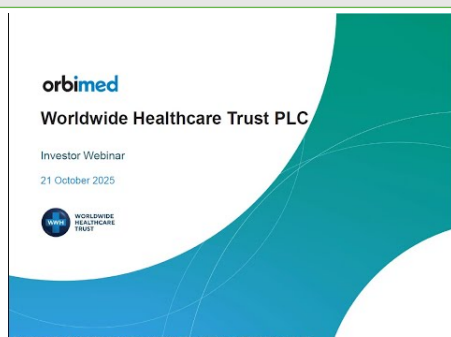 orbimed
Worldwide Healthcare Trust PLC
Investor Webinar
21 October 2025
WWH
WORLDWIDE
HEALTHCARE
TRUST